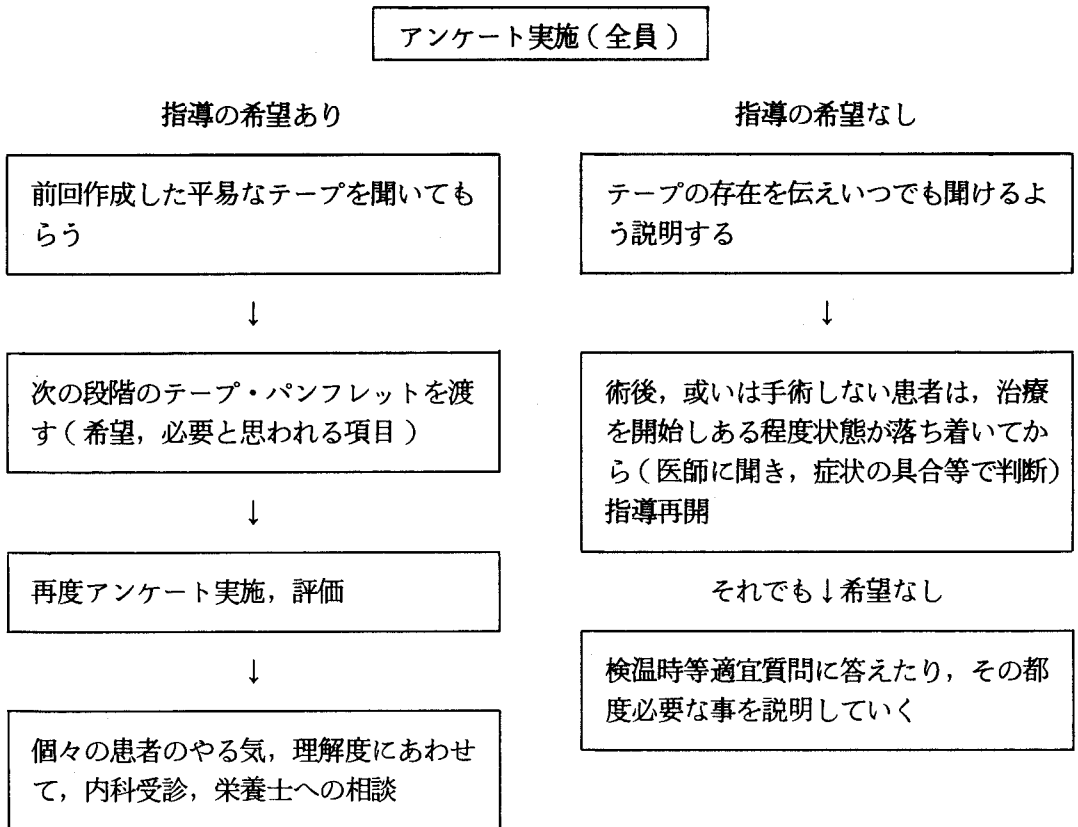 アンケート実施(全員)
指導の希望あり
前回作成した平易なテープを聞いても
らう
↓
次の段階のテープ・パンフレットを渡
す(希望,必要と思われる項目)
↓
再度アンケート実施,評価
↓
個々の患者のやる気,理解度にあわせ
て,内科受診,栄養士への相談
指導の希望なし
テープの存在を伝えいつでも聞けるよ
う説明する
↓
術後,或いは手術しない患者は,治療
を開始しある程度状態が落ち着いてか
ら(医師に聞き,症状の具合等で判断)
指導再開
それでも↓希望なし
検温時等適宜質問に答えたり,その都
度必要な事を説明していく